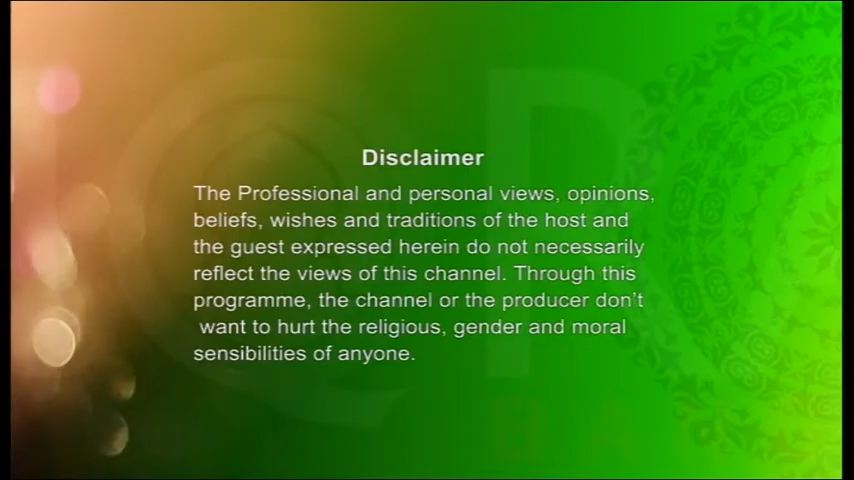 Disclaimer
The Professional and personal views, opinions,
beliefs, wishes and traditions of the host and
the guest expressed herein do not necessarily
reflect the views of this channel. Through this
programme, the channel or the producer don't
want to hurt the religious, gender and moral
sensibilities of anyone.